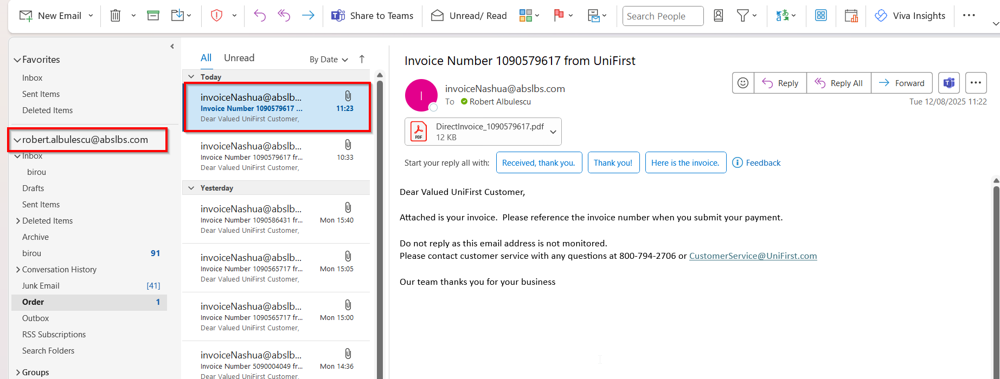 New Email
Share to Teams
Unread/ Read
Search People
Viva Insights
Favorites
Inbox
Sent Items
Deleted Items
robert.albulescu@abslbs.com
Inbox
birou
Drafts
Sent Items
Deleted Items
Archive
birou 91
Conversation History
Junk Email [41]
Order 1
Outbox
RSS Subscriptions
Search Folders
Groups
All Unread By Date
Today
invoiceNashua@abslb...
Invoice Number 1090579617 ... 11:23
Dear Valued UniFirst Customer,
invoiceNashua@abslb...
Invoice Number 1090579617 fr... 10:33
Dear Valued UniFirst Customer,
Yesterday
invoiceNashua@abslb...
Invoice Number 1090586431 fr... Mon 15:40
Dear Valued UniFirst Customer,
invoiceNashua@abslb...
Invoice Number 1090565717 fr... Mon 15:05
Dear Valued UniFirst Customer,
invoiceNashua@abslb...
Invoice Number 1090565717 fr... Mon 15:00
Dear Valued UniFirst Customer,
invoiceNashua@abslb...
Invoice Number 5090004049 fr... Mon 14:36
Dear Valued UniFirst Customer,
Invoice Number 1090579617 from UniFirst
I
invoiceNashua@abslbs.com
To Robert Albulescu
Reply Reply All Forward
Tue 12/08/2025 11:22
PDF
DirectInvoice_1090579617.pdf
12 KB
Start your reply all with: Received, thank you. Thank you! Here is the invoice. Feedback
Dear Valued UniFirst Customer,
Attached is your invoice.  Please reference the invoice number when you submit your payment.
Do not reply as this email address is not monitored.
Please contact customer service with any questions at 800-794-2706 or CustomerService@UniFirst.com
Our team thanks you for your business